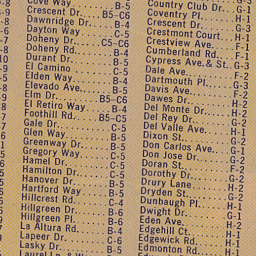 Cove Way B-5
Crescent Dr. B5-C6
Dawnridge Dr. B-4
Dayton Way C-5
Doheny Dr. C5-C6
Doheny Rd. B-4
Durant Dr. B-5
El Camino C-5
Elden Way B-4
Elevado Ave. B-5
Elm Dr. B5-C6
El Retiro Way B-4
Foothill Rd. B5-C5
Gale Dr. C-5
Glen Way B-5
Greenway Dr. B-5
Gregory Way C-5
Hamel Dr. C-5
Hamilton Dr. C-5
Hanover Dr. B-5
Hartford Way B-5
Hillcrest Rd. C-4
Hillgreen Dr. B-6
Hillgreen Pl. B-6
La Altura Rd. B-4
Lapeer Dr. C-6
Lasky Dr. B-5
Country Club Dr. G-3
Coventry Pl. H-1
Crescent Dr. G-3
Crestmont Court H-1
Crestview Ave. F-1
Cumberland Rd. F-1
Cypress Ave. & St. G-3
Dale Ave. F-2
Dartmouth Pl. G-3
Davis Ave. F-2
Dawes Dr. H-2
Del Monte Dr. H-2
Del Rey Dr. G-2
Del Valle Ave. H-1
Dixon St. G-2
Don Carlos Ave. G-1
Don Jose Dr. G-1
Doran St. F-2
Dorothy Dr. G-2
Drury Lane H-2
Dryden St. G-2
Dunbaugh Pl. H-1
Dwight Dr. G-1
Eden Ave. H-2
Edgehill Ct. H-1
Edgewick Rd. H-1
Edmonton Rd. H-1